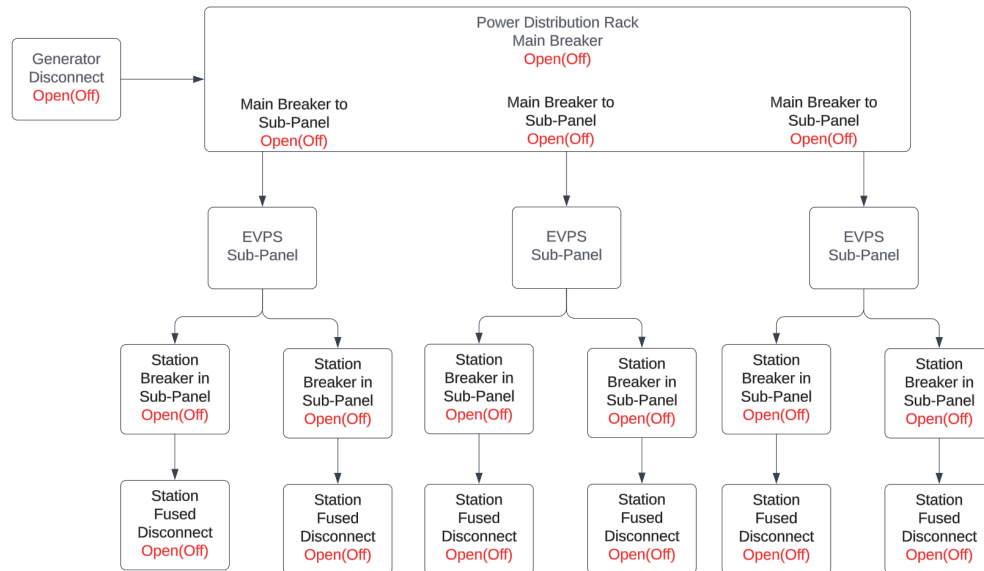 Power Distribution Rack
Main Breaker
Open(Off)
Generator
Disconnect
Open(Off)
Main Breaker to
Sub-Panel
Open(Off)
Main Breaker to
Sub-Panel
Open(Off)
Main Breaker to
Sub-Panel
Open(Off)
EVPS
Sub-Panel
EVPS
Sub-Panel
EVPS
Sub-Panel
Station
Breaker in
Sub-Panel
Open(Off)
Station
Breaker in
Sub-Panel
Open(Off)
Station
Breaker in
Sub-Panel
Open(Off)
Station
Breaker in
Sub-Panel
Open(Off)
Station
Breaker in
Sub-Panel
Open(Off)
Station
Breaker in
Sub-Panel
Open(Off)
Station
Fused
Disconnect
Open(Off)
Station
Fused
Disconnect
Open(Off)
Station
Fused
Disconnect
Open(Off)
Station
Fused
Disconnect
Open(Off)
Station
Fused
Disconnect
Open(Off)
Station
Fused
Disconnect
Open(Off)